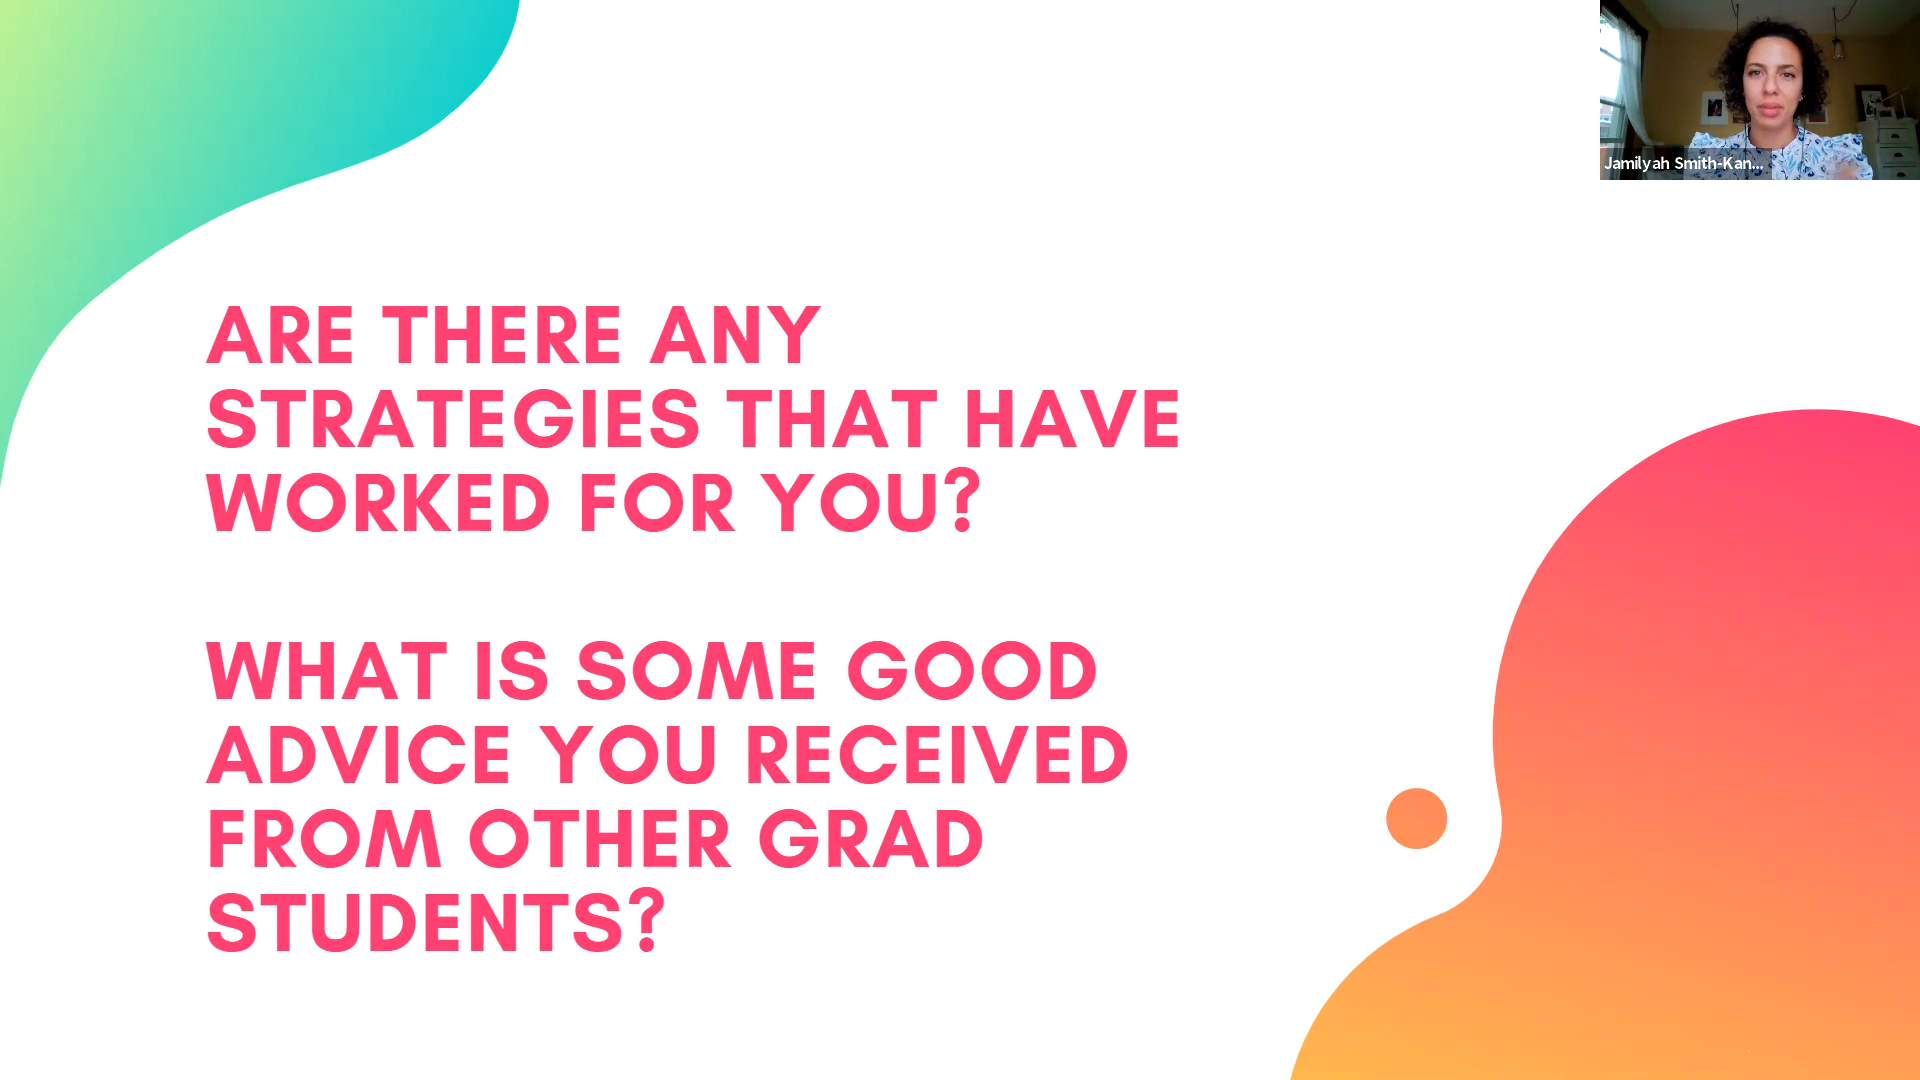 Jamilyah Smith-Kan...
ARE THERE ANY
STRATEGIES THAT HAVE
WORKED FOR YOU?
WHAT IS SOME GOOD
ADVICE YOU RECEIVED
FROM OTHER GRAD
STUDENTS?